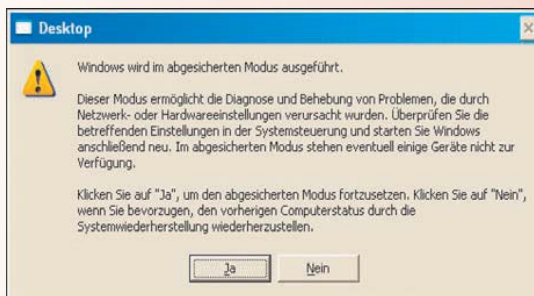 Desktop
Windows wird im abgesicherten Modus ausgeführt.
Dieser Modus ermöglicht die Diagnose und Behebung von Problemen, die durch
Netzwerk- oder Hardwareeinstellungen verursacht wurden. Überprüfen Sie die
betreffenden Einstellungen in der Systemsteuerung und starten Sie Windows
anschließend neu. Im abgesicherten Modus stehen eventuell einige Geräte nicht zur
Verfügung.
Klicken Sie auf "Ja", um den abgesicherten Modus fortzusetzen. Klicken Sie auf "Nein",
wenn Sie bevorzugen, den vorherigen Computerstatus durch die
Systemwiederherstellung wiederherzustellen.
Ja Nein